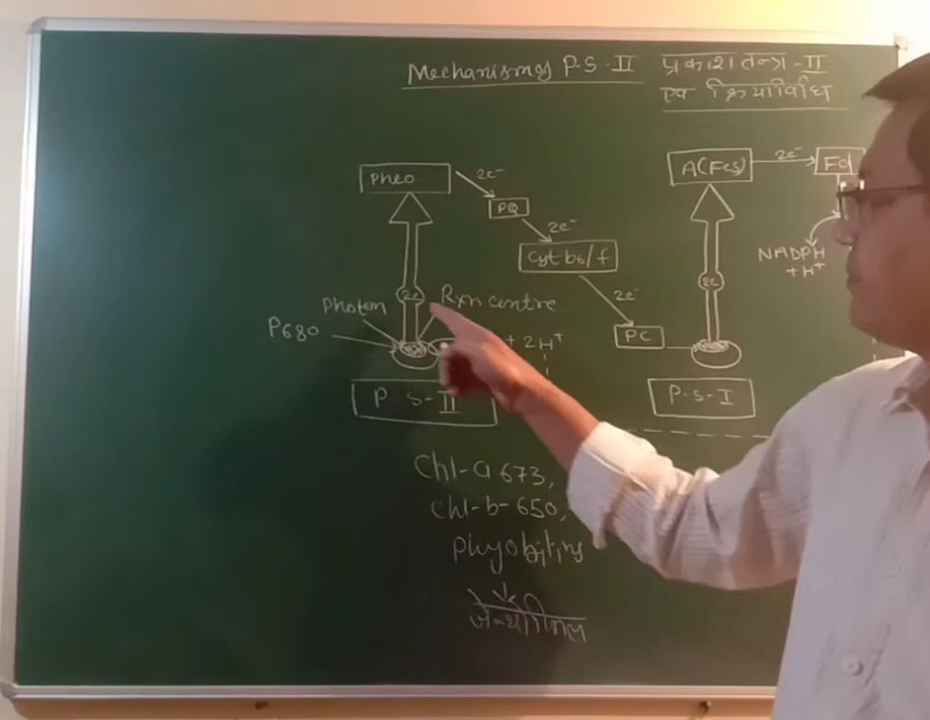 Mechanism of P.S.-II प्रकाश तन्त्र-II
एवं क्रियाविधि
Pheo.
2e⁻
PQ
2e⁻
Cyt b6/f
2e⁻
PC
A(FeS)
2e⁻
Fd
NADPH
+H⁺
2e⁻
2e⁻
Photon
Rxn centre
P680
+ 2H⁺
P S-II
P.S-I
Chl-a 673,
Chl-b-650,
Phyobilins
जैन्थोफिल